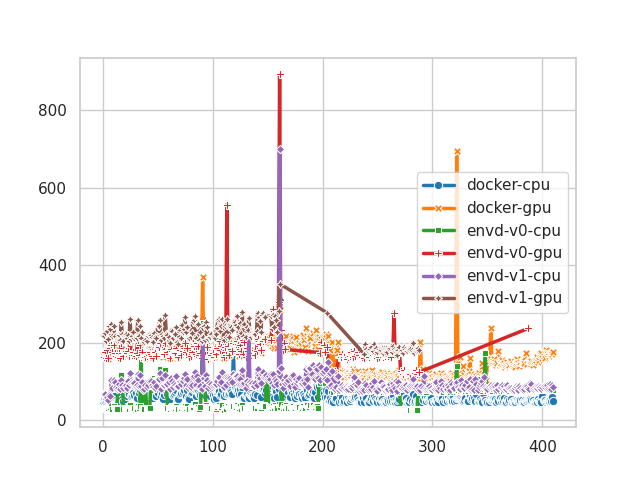 800
600
400
200
0
0
100
200
300
400
docker-cpu
docker-gpu
envd-v0-cpu
envd-v0-gpu
envd-v1-cpu
envd-v1-gpu